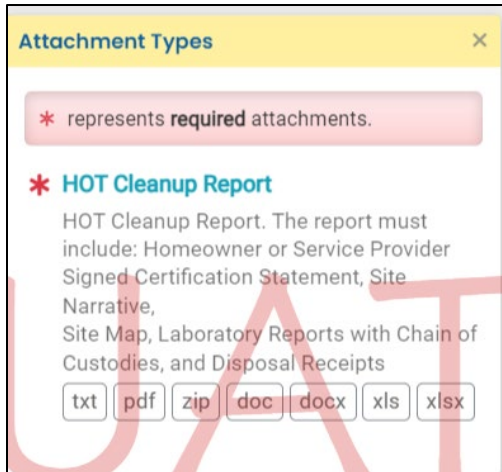 Attachment Types ×
* represents required attachments.
* HOT Cleanup Report
HOT Cleanup Report. The report must
include: Homeowner or Service Provider
Signed Certification Statement, Site
Narrative,
Site Map, Laboratory Reports with Chain of
Custodies, and Disposal Receipts
txt pdf zip doc docx xls xlsx
UAT